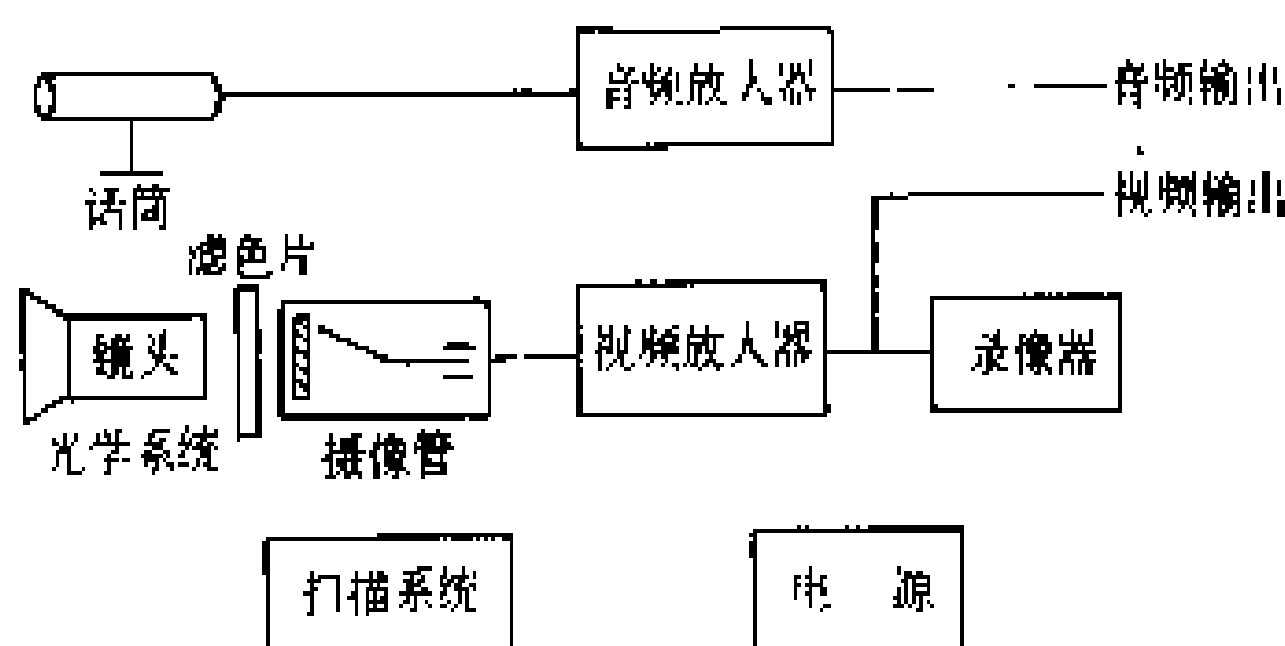 音频放人器
音频输出
话筒
视频输出
滤色片
镜头
视频放人器
录像器
光学系统
摄像管
扫描系统
电 源